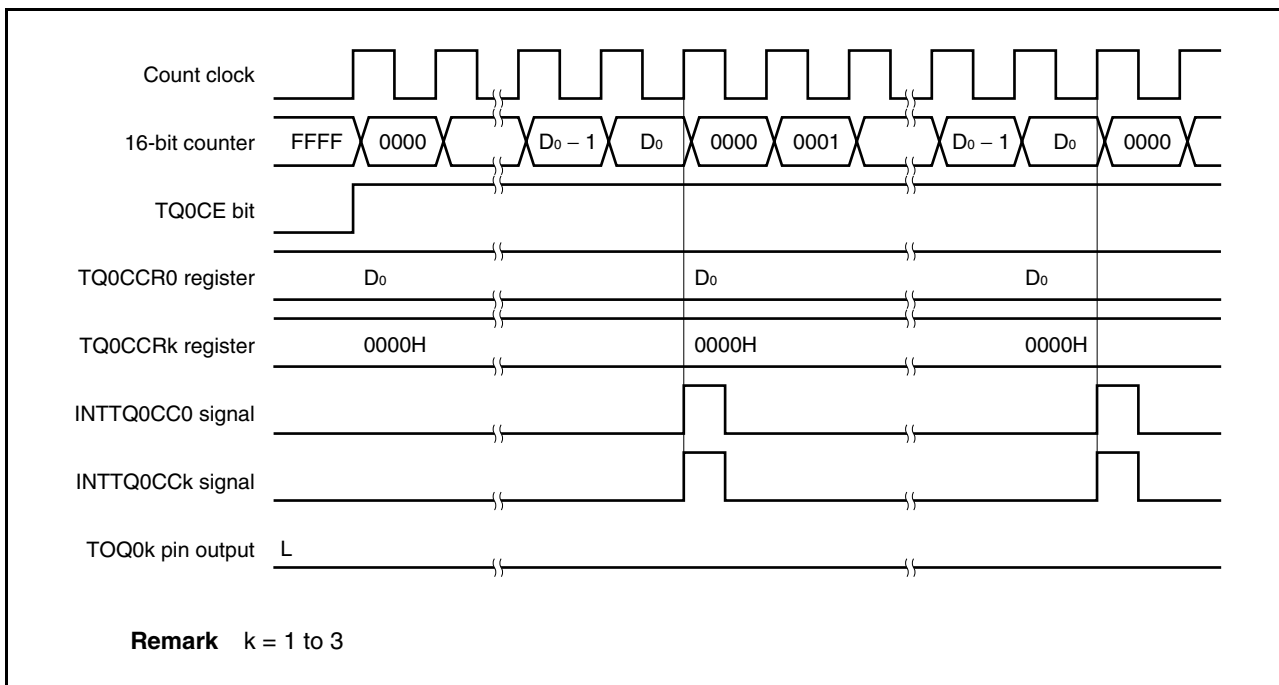 Count clock
16-bit counter FFFF 0000 D0 – 1 D0 0000 0001 D0 – 1 D0 0000
TQ0CE bit
TQ0CCR0 register D0 D0 D0
TQ0CCRk register 0000H 0000H 0000H
INTTQ0CC0 signal
INTTQ0CCk signal
TOQ0k pin output L
Remark k = 1 to 3